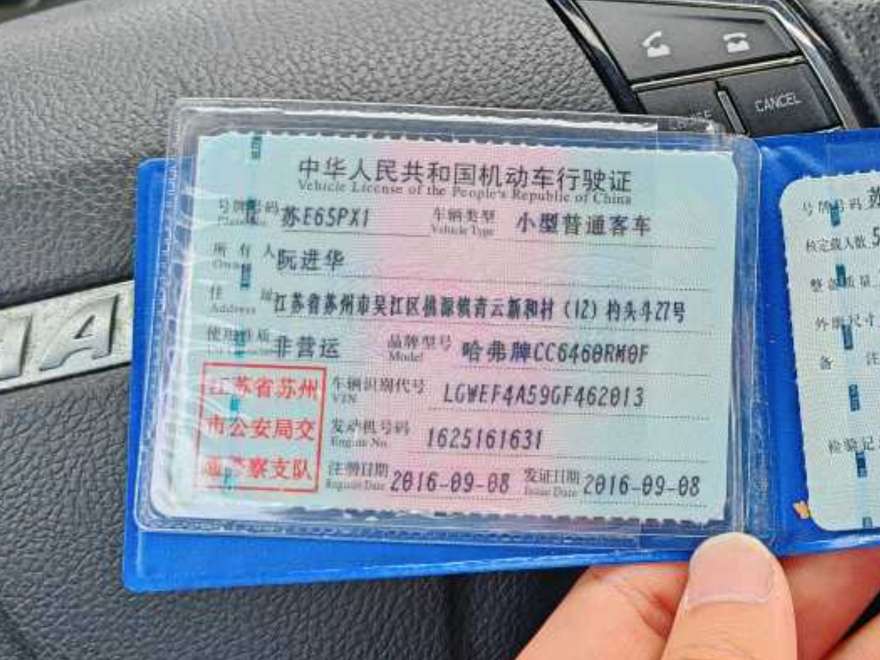 CANCEL
中华人民共和国机动车行驶证
Vehicle License of the People's Republic of China
号牌号码 苏E65PX1 车辆类型 小型普通客车
Vehicle Type
所有人 阮进华
住址 江苏省苏州市吴江区桃源镇青云新和村(12)构头斗27号
Address
使用性质 非营运 品牌型号 哈弗牌CC6460RM0F
Model
江苏省苏州
市公安局交
通警察支队
车辆识别代号 LGWEF4A59GF462013
VIN
发动机号码 1625161631
Engine No.
注册日期 2016-09-08 发证日期 2016-09-08
Register Date Issue Date
号牌号码 苏
核定载人数 5
整备质量
外廓尺寸
备注
检验记